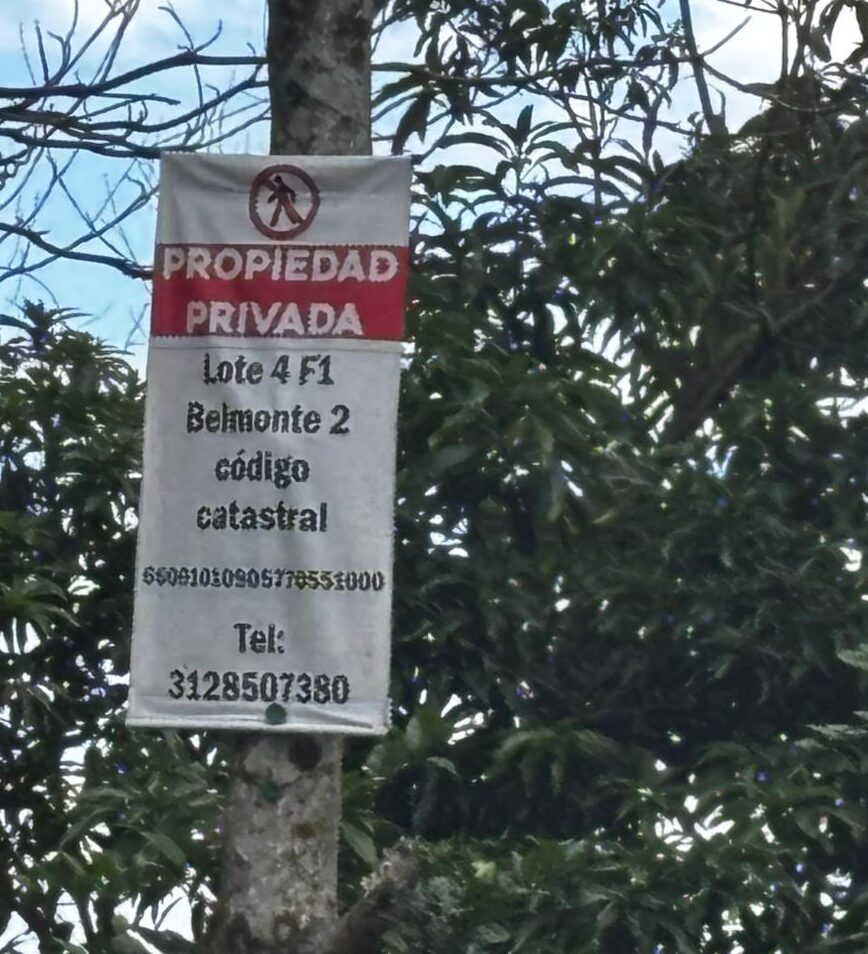 PROPIEDAD
PRIVADA
Lote 4 F1
Belmonte 2
código
catastral
Tel:
3128507380